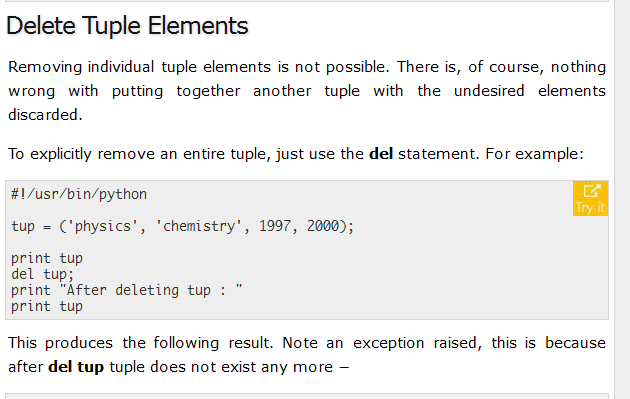 Delete Tuple Elements
Removing individual tuple elements is not possible. There is, of course, nothing
wrong with putting together another tuple with the undesired elements
discarded.
To explicitly remove an entire tuple, just use the del statement. For example:
#!/usr/bin/python
Try it
tup = ('physics', 'chemistry', 1997, 2000);
print tup
del tup;
print "After deleting tup : "
print tup
This produces the following result. Note an exception raised, this is because
after del tup tuple does not exist any more −